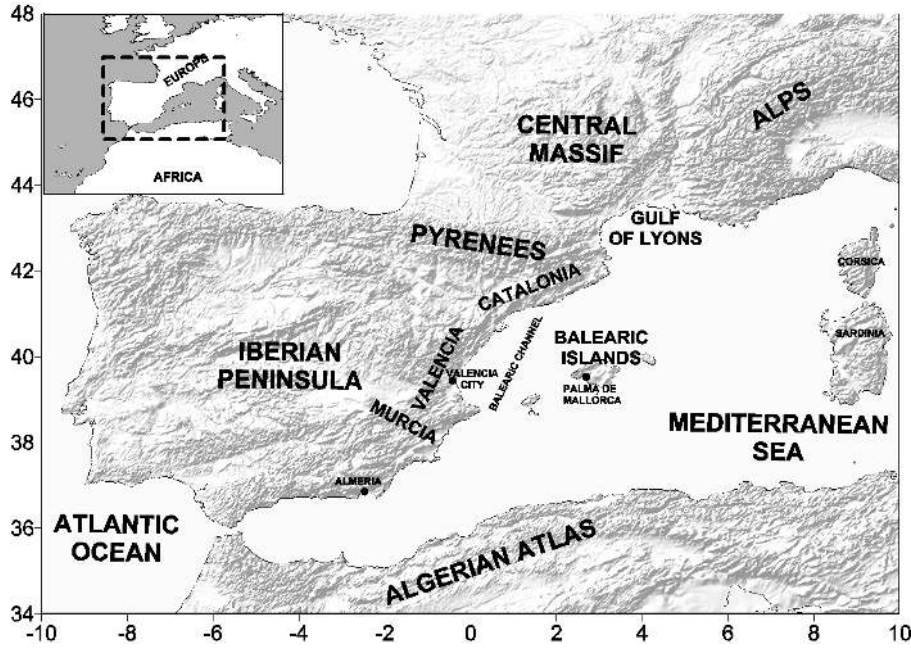 48
46
44
42
40
38
36
34
-10
-8
-6
-4
-2
0
2
4
6
8
10
EUROPE
AFRICA
CENTRAL
MASSIF
ALPS
PYRENEES
GULF
OF LYONS
CATALONIA
CORSICA
SARDINIA
IBERIAN
PENINSULA
VALENCIA
VALENCIA
CITY
BALEARIC CHANNEL
BALEARIC
ISLANDS
PALMA DE
MALLORCA
MURCIA
MEDITERRANEAN
SEA
ALMERIA
ATLANTIC
OCEAN
ALGERIAN ATLAS